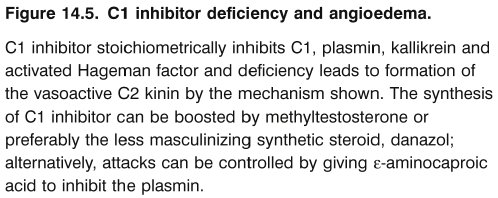 Figure 14.5. C1 inhibitor deficiency and angioedema.
C1 inhibitor stoichiometrically inhibits C1, plasmin, kallikrein and
activated Hageman factor and deficiency leads to formation of
the vasoactive C2 kinin by the mechanism shown. The synthesis
of C1 inhibitor can be boosted by methyltestosterone or
preferably the less masculinizing synthetic steroid, danazol;
alternatively, attacks can be controlled by giving ε-aminocaproic
acid to inhibit the plasmin.